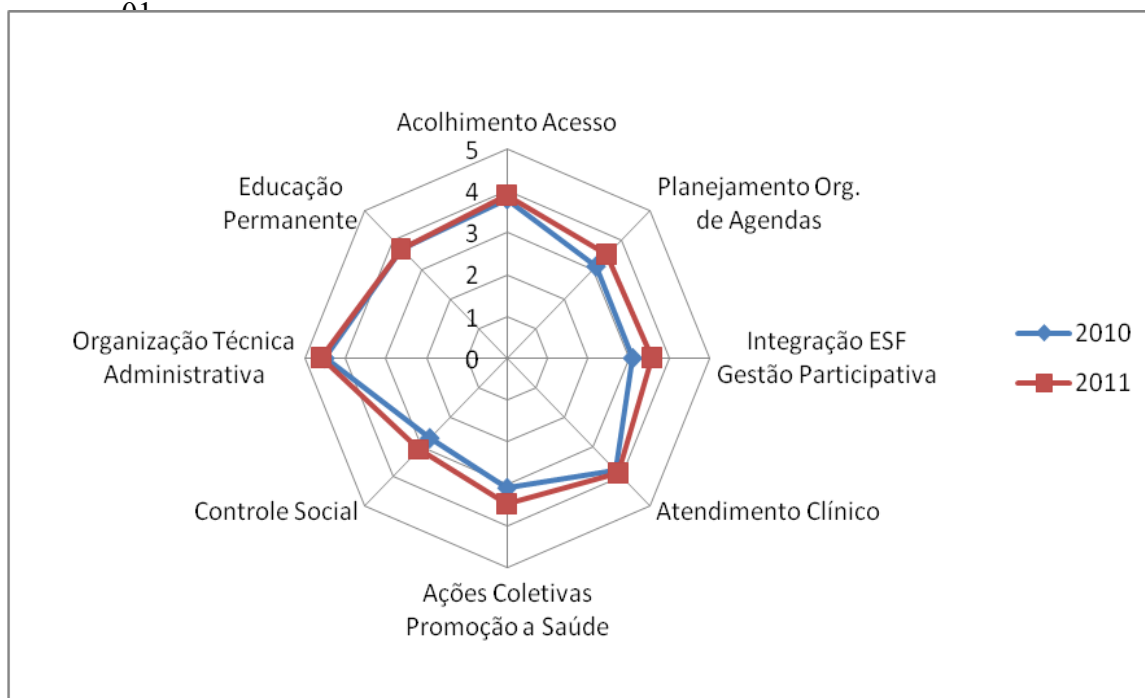 01
Acolhimento Acesso
Planejamento Org.
de Agendas
Integração ESF
Gestão Participativa
Atendimento Clínico
Ações Coletivas
Promoção a Saúde
Controle Social
Organização Técnica
Administrativa
Educação
Permanente
5
4
3
2
1
0
2010
2011